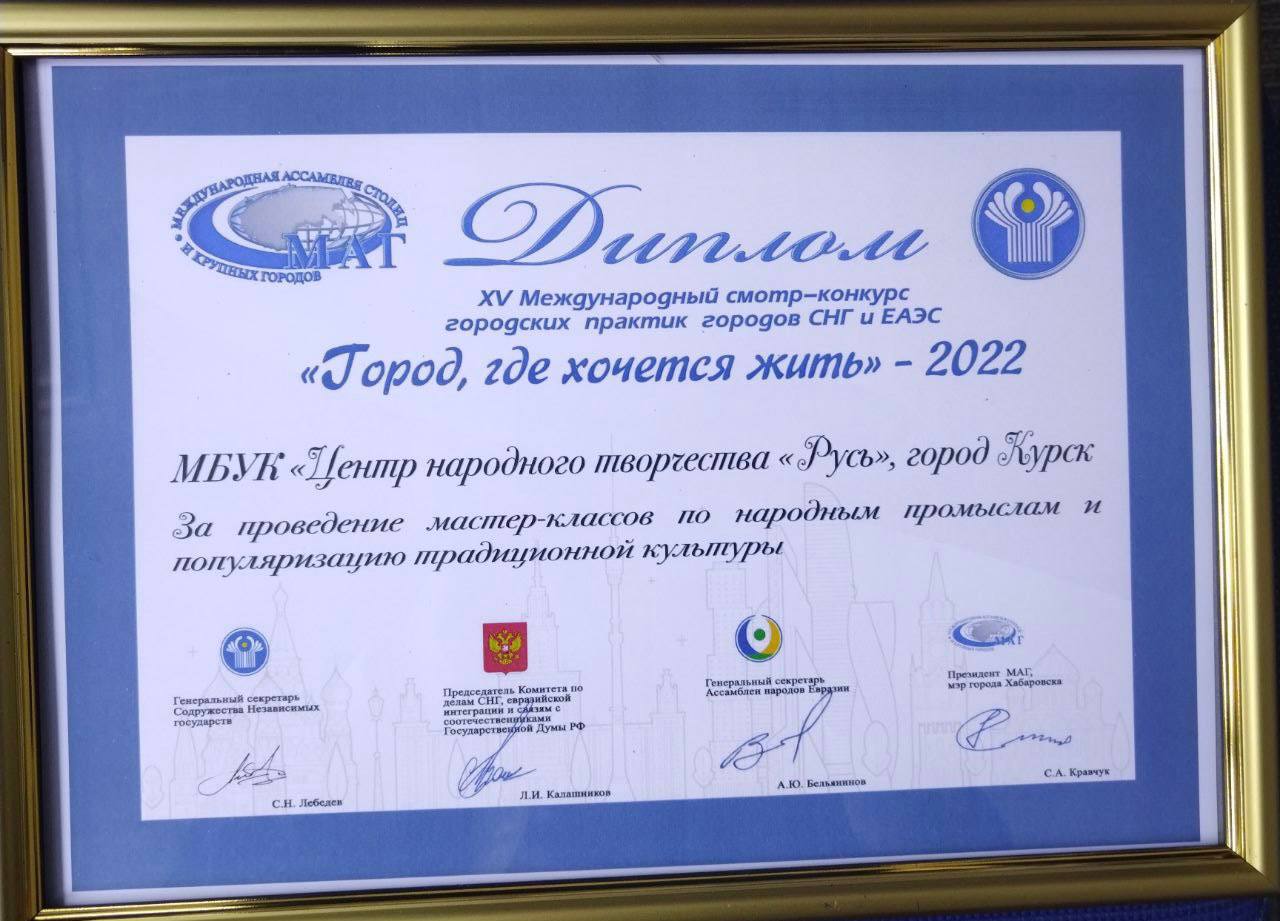 МЕЖДУНАРОДНАЯ АССАМБЛЕЯ СТОЛИЦ
И КРУПНЫХ ГОРОДОВ
МАГ
Диплом
XV Международный смотр–конкурс
городских практик городов СНГ и ЕАЭС
«Город, где хочется жить» - 2022
МБУК «Центр народного творчества «Русь», город Курск
За проведение мастер-классов по народным промыслам и
популяризацию традиционной культуры
Генеральный секретарь
Содружества Независимых
государств
С.Н. Лебедев
Председатель Комитета по
делам СНГ, евразийской
интеграции и связям с
соотечественниками
Государственной Думы РФ
Л.И. Калашников
Генеральный секретарь
Ассамблеи народов Евразии
А.Ю. Бельянинов
МАГ
Президент МАГ,
мэр города Хабаровска
С.А. Кравчук